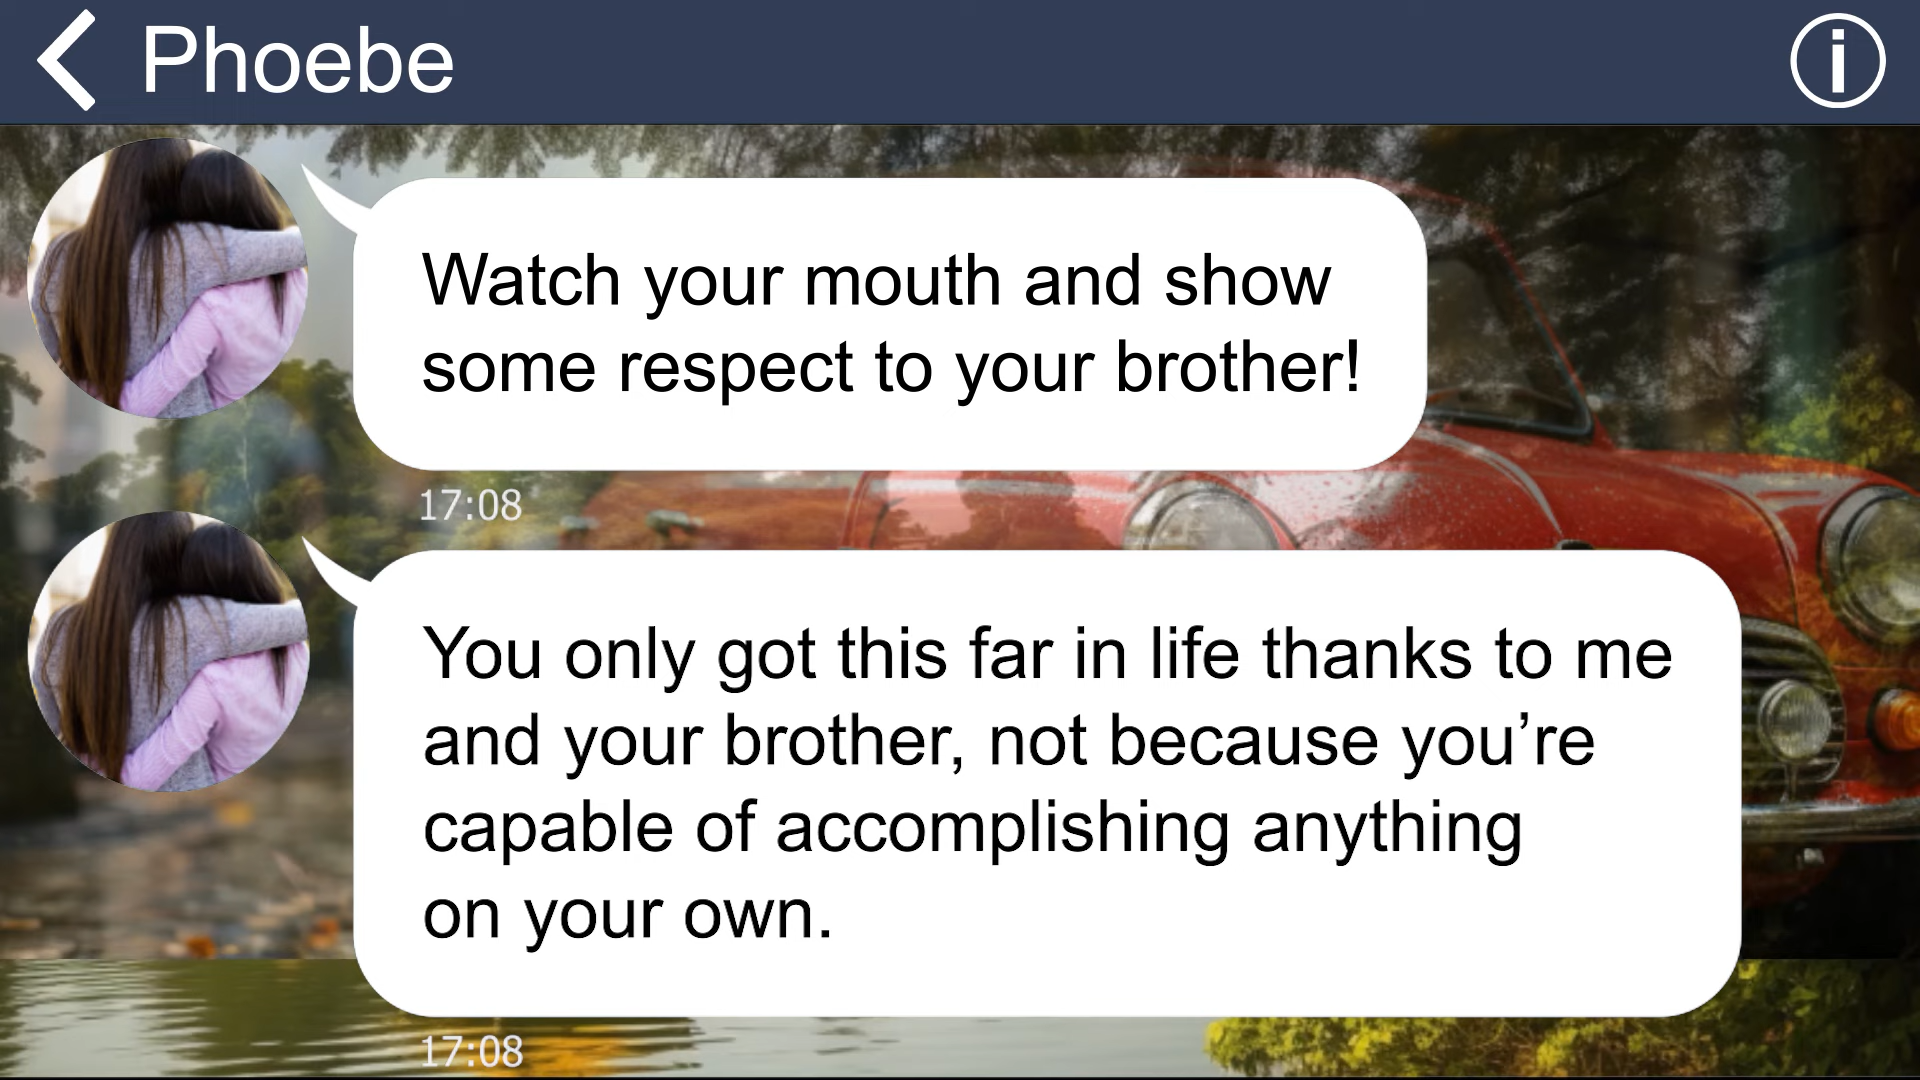 Phoebe
Watch your mouth and show
some respect to your brother!
17:08
You only got this far in life thanks to me
and your brother, not because you’re
capable of accomplishing anything
on your own.
17:08